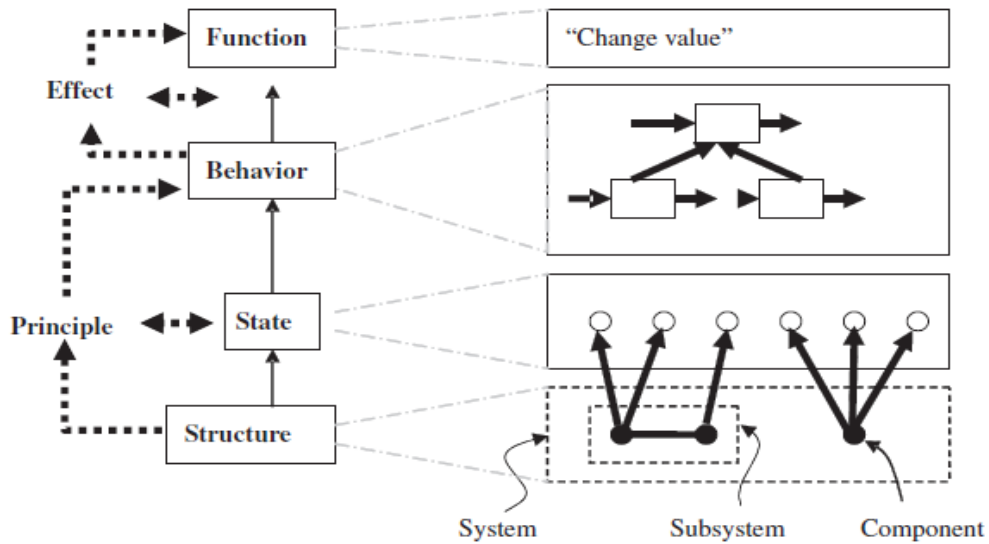 Function
“Change value”
Effect
Behavior
Principle
State
Structure
System
Subsystem
Component